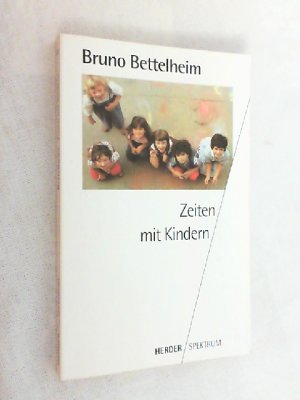 Bruno Bettelheim
Zeiten
mit Kindern
HERDER / SPEKTRUM